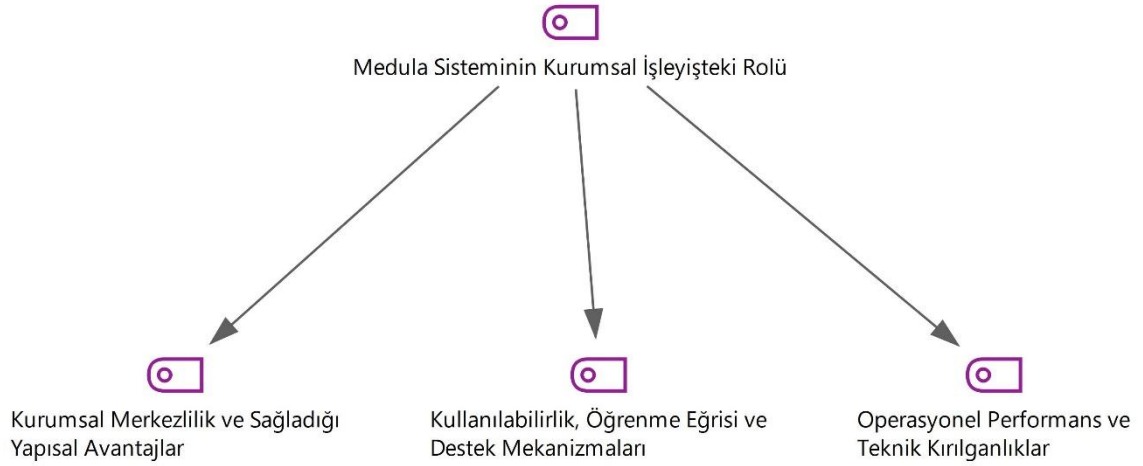 Medula Sisteminin Kurumsal İşleyişteki Rolü
Kurumsal Merkezlilik ve Sağladığı
Yapısal Avantajlar
Kullanılabilirlik, Öğrenme Eğrisi ve
Destek Mekanizmaları
Operasyonel Performans ve
Teknik Kırılganlıklar